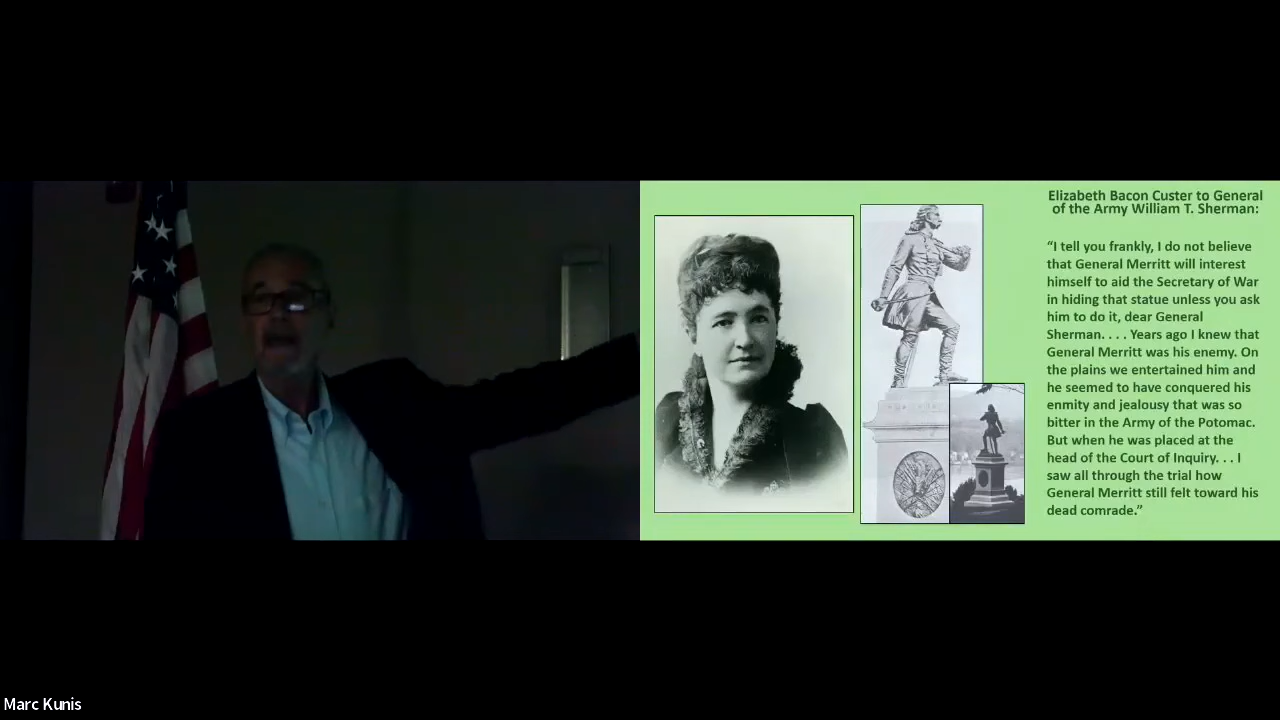 Elizabeth Bacon Custer to General
of the Army William T. Sherman:
“I tell you frankly, I do not believe
that General Merritt will interest
himself to aid the Secretary of War
in hiding that statue unless you ask
him to do it, dear General
Sherman. . . . Years ago I knew that
General Merritt was his enemy. On
the plains we entertained him and
he seemed to have conquered his
enmity and jealousy that was so
bitter in the Army of the Potomac.
But when he was placed at the
head of the Court of Inquiry. . . I
saw all through the trial how
General Merritt still felt toward his
dead comrade.”
Marc Kunis